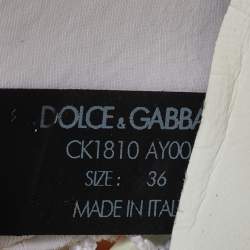 DOLCE & GABBA
CK1810 AY00
SIZE: 36
MADE IN ITAL